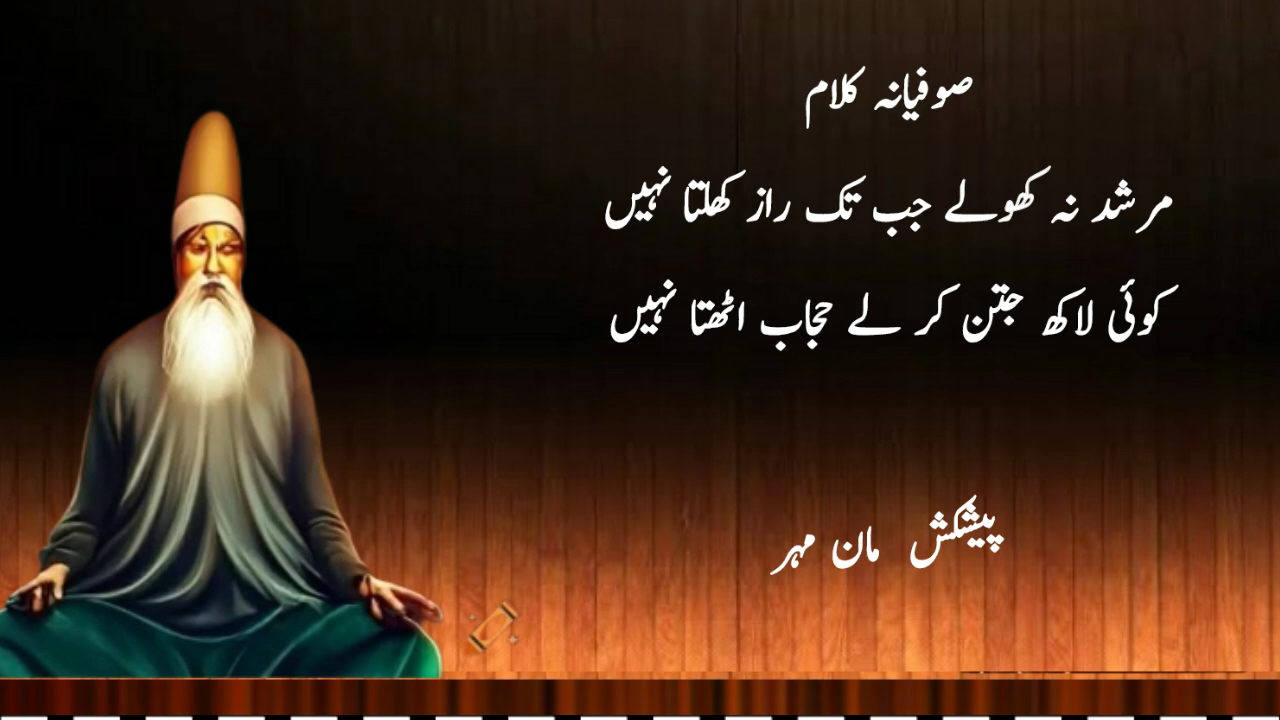 صوفیانہ کلام
مرشد نہ کھولے جب تک راز کھلتا نہیں
کوئی لاکھ جتن کر لے حجاب اٹھتا نہیں
پیشکش مان مہر